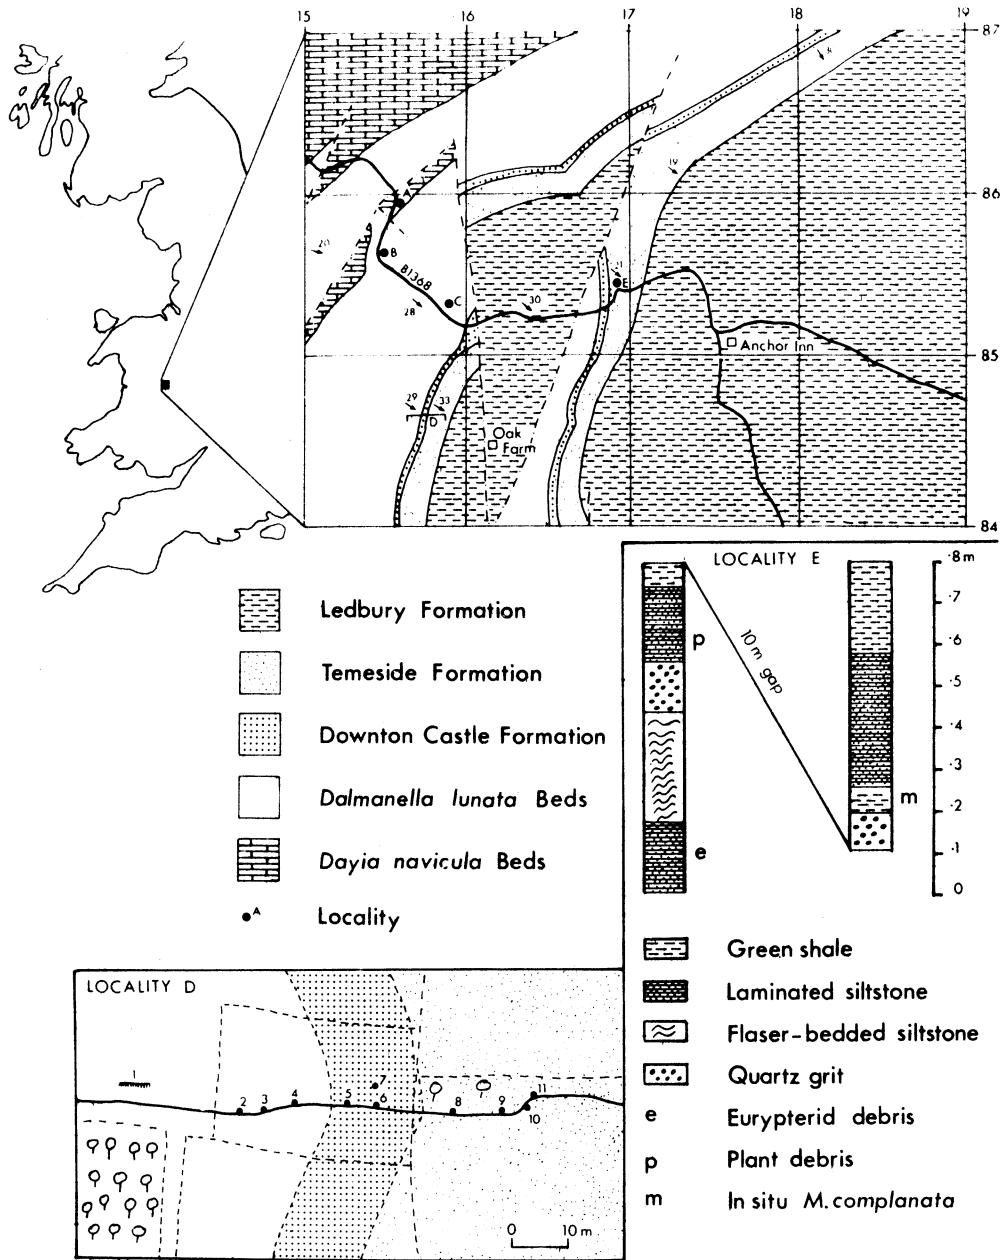 15 16 17 18 19
87
86
85
84
19
20
28
30
21
29 33
B
B1368
C
E
D
Anchor Inn
Oak
Farm
Ledbury Formation
Temeside Formation
Downton Castle Formation
Dalmanella lunata Beds
Dayia navicula Beds
A Locality
LOCALITY E
·8m
·7
·6
·5
·4
·3
·2
·1
0
p
e
m
10 m gap
Green shale
Laminated siltstone
Flaser-bedded siltstone
Quartz grit
e Eurypterid debris
p Plant debris
m In situ M. complanata
LOCALITY D
1
2 3 4 5 6 7 8 9 10 11
0 10 m